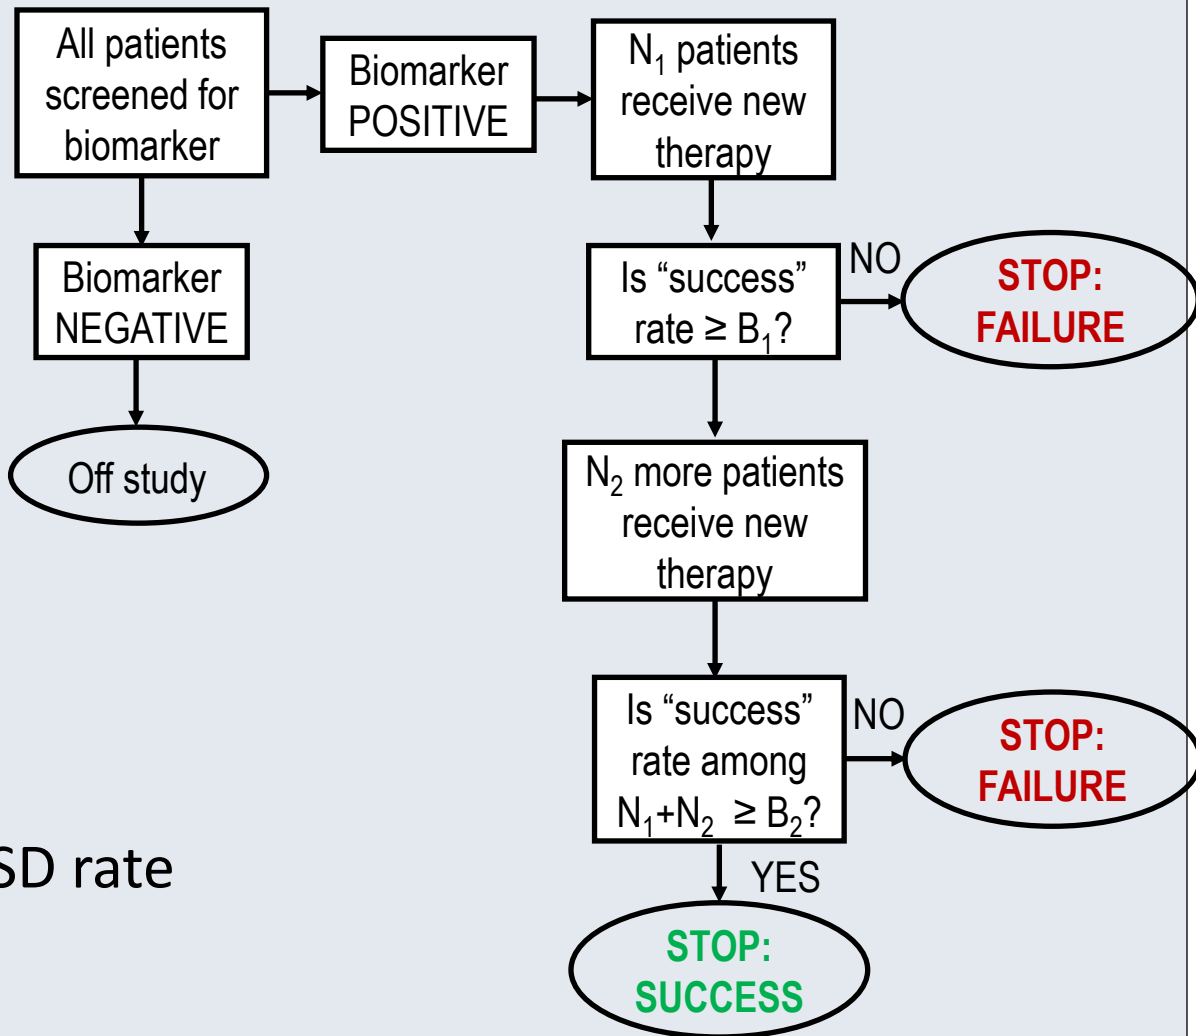 All patients
screened for
biomarker
Biomarker
POSITIVE
N₁ patients
receive new
therapy
Biomarker
NEGATIVE
Off study
Is “success”
rate ≥ B₁?
NO
STOP:
FAILURE
N₂ more patients
receive new
therapy
Is “success”
rate among
N₁+N₂ ≥ B₂?
NO
STOP:
FAILURE
YES
STOP:
SUCCESS
SD rate